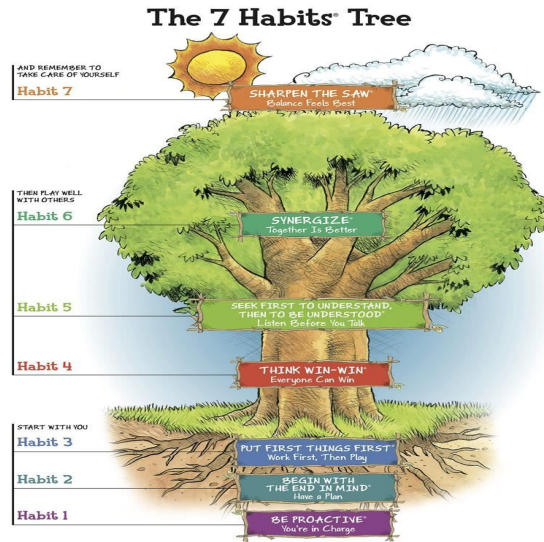 The 7 Habits® Tree
AND REMEMBER TO
TAKE CARE OF YOURSELF
Habit 7
SHARPEN THE SAW®
Balance Feels Best
THEN PLAY WELL
WITH OTHERS
Habit 6
SYNERGIZE®
Together Is Better
Habit 5
SEEK FIRST TO UNDERSTAND,
THEN TO BE UNDERSTOOD®
Listen Before You Talk
Habit 4
THINK WIN-WIN®
Everyone Can Win
START WITH YOU
Habit 3
PUT FIRST THINGS FIRST®
Work First, Then Play
Habit 2
BEGIN WITH
THE END IN MIND®
Have a Plan
Habit 1
BE PROACTIVE®
You're in Charge